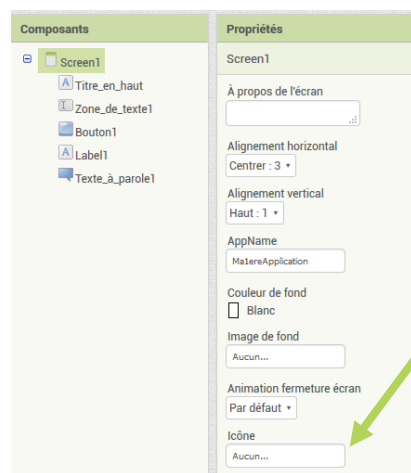 Composants
Screen1
Titre_en_haut
Zone_de_texte1
Bouton1
Label1
Texte_à_parole1
Propriétés
Screen1
À propos de l'écran
Alignement horizontal
Centrer : 3
Alignement vertical
Haut : 1
AppName
Ma1ereApplication
Couleur de fond
Blanc
Image de fond
Aucun...
Animation fermeture écran
Par défaut
Icône
Aucun...